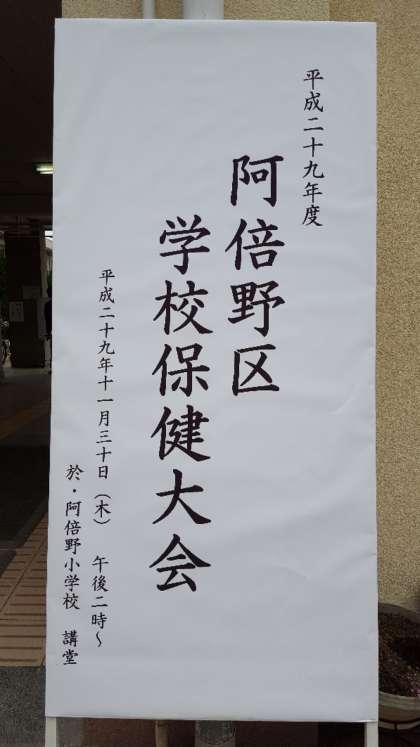 平成二十九年度
阿倍野区
学校保健大会
平成二十九年十一月三十日（木）　午後二時～
於・阿倍野小学校　講堂